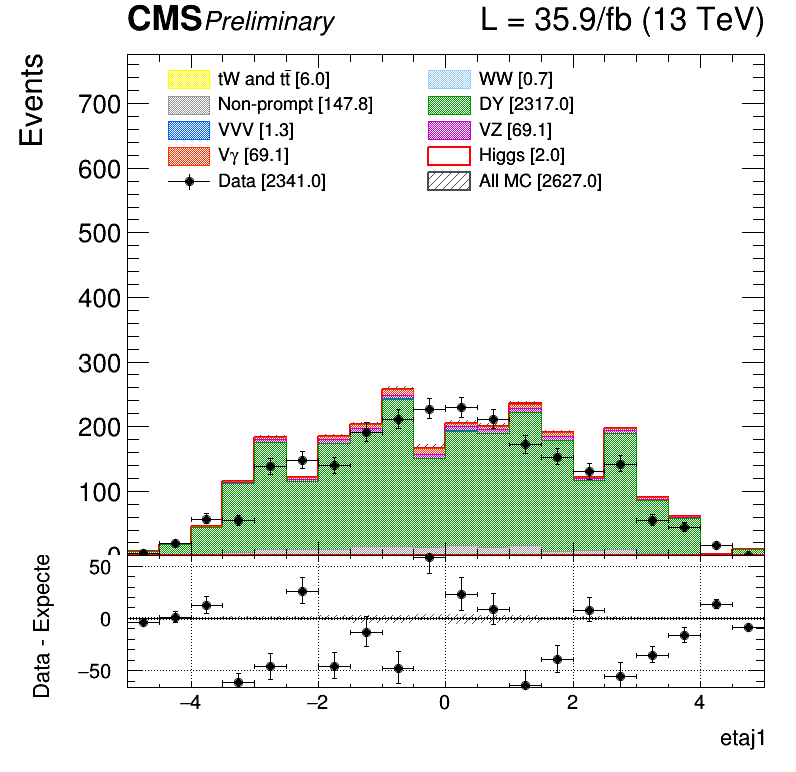 CMS Preliminary L = 35.9/fb (13 TeV)
Events
tW and tt̄ [6.0] WW [0.7]
Non-prompt [147.8] DY [2317.0]
VVV [1.3] VZ [69.1]
Vγ [69.1] Higgs [2.0]
Data [2341.0] All MC [2627.0]
700
600
500
400
300
200
100
0
Data - Expecte
50
0
−50
−4 −2 0 2 4
etaj1